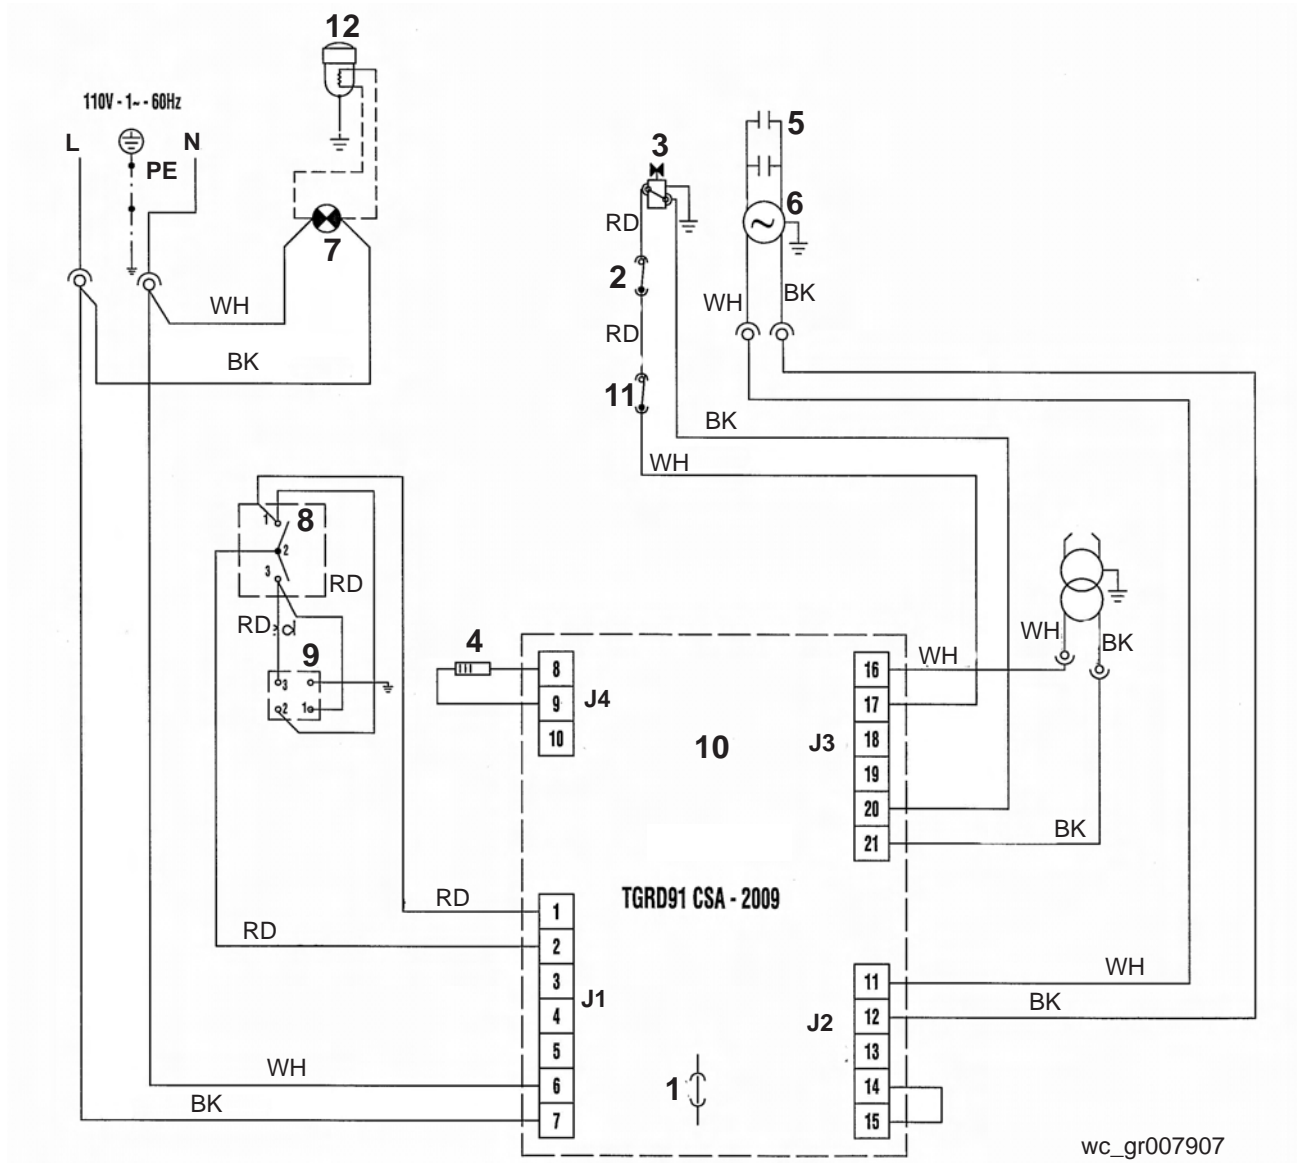 12
110V - 1~ - 60Hz
L
N
PE
7
WH
BK
3
5
6
RD
2
RD
11
WH
BK
BK
WH
1
8
2
3
RD
RD
9
3
2
1
4
8
9
10
J4
10
J3
16
17
18
19
20
21
WH
WH
BK
BK
TGRD91 CSA - 2009
RD
RD
1
2
3
4
5
6
7
J1
WH
BK
1
J2
11
12
13
14
15
WH
BK
wc_gr007907